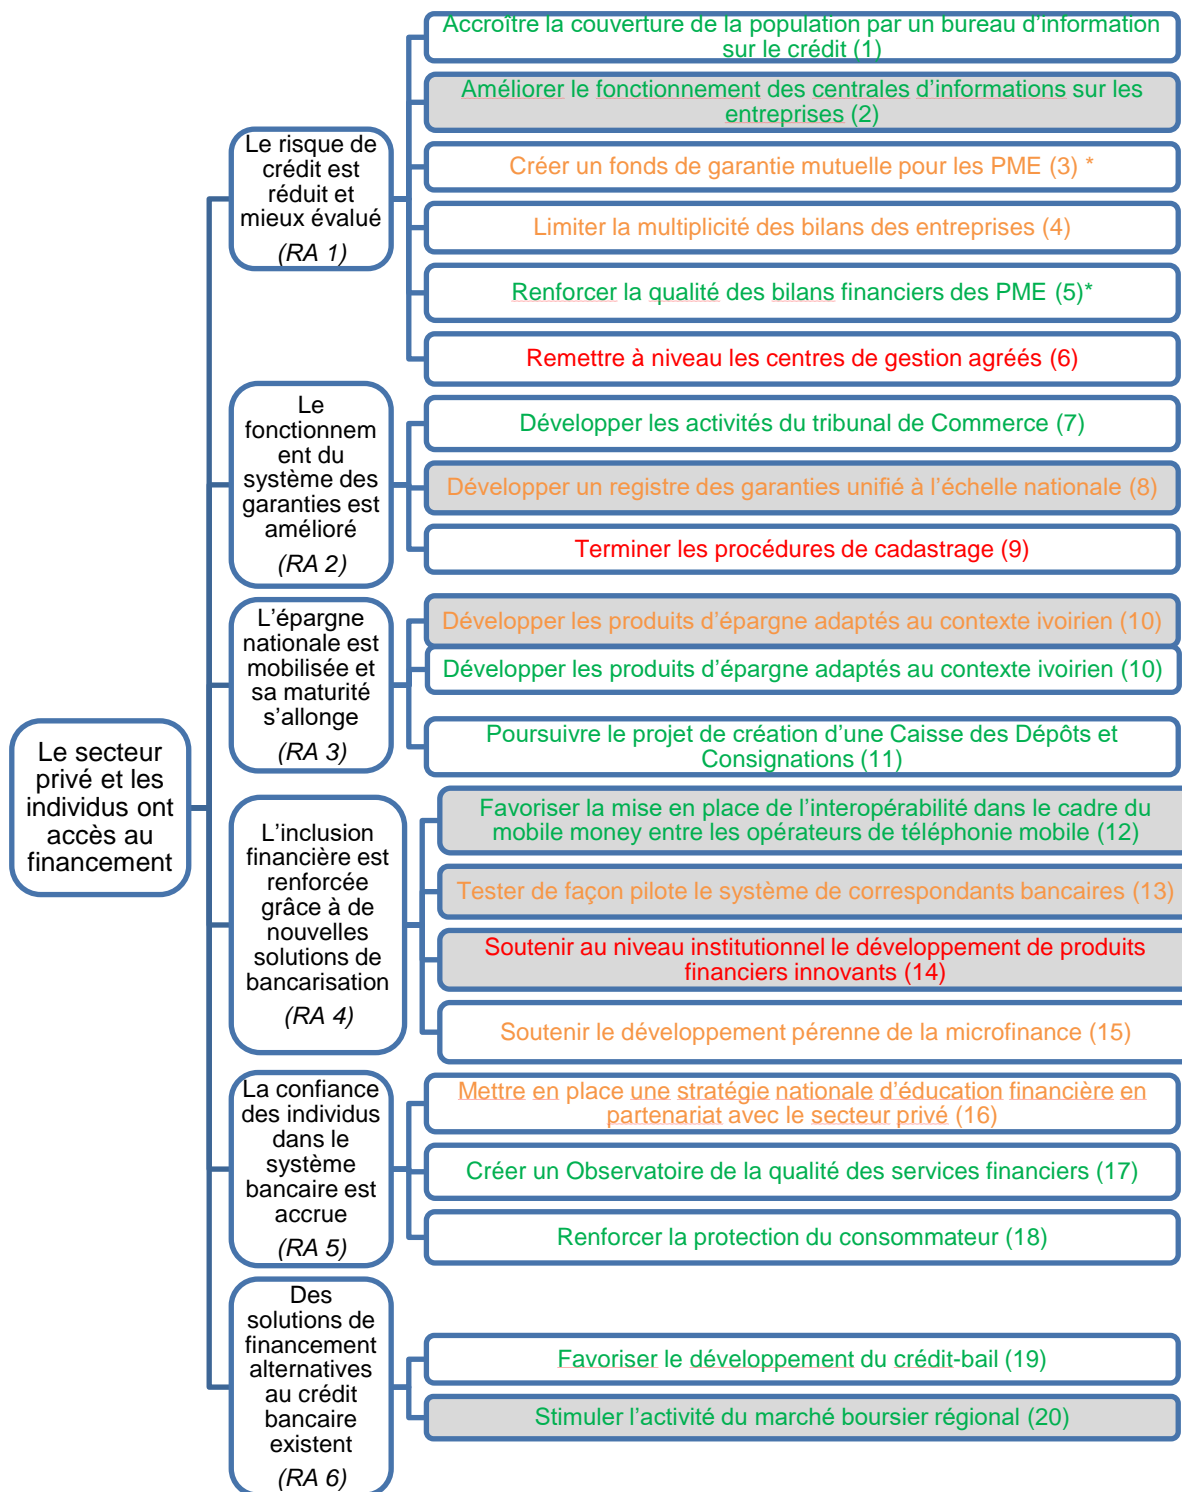 Accroître la couverture de la population par un bureau d'information
sur le crédit (1)
Améliorer le fonctionnement des centrales d'informations sur les
entreprises (2)
Le risque de
crédit est
réduit et
mieux évalué
(RA 1)
Créer un fonds de garantie mutuelle pour les PME (3) *
Limiter la multiplicité des bilans des entreprises (4)
Renforcer la qualité des bilans financiers des PME (5)*
Remettre à niveau les centres de gestion agréés (6)
Le
fonctionnem
ent du
système des
garanties est
amélioré
(RA 2)
Développer les activités du tribunal de Commerce (7)
Développer un registre des garanties unifié à l'échelle nationale (8)
Terminer les procédures de cadastrage (9)
L'épargne
nationale est
mobilisée et
sa maturité
s'allonge
(RA 3)
Développer les produits d'épargne adaptés au contexte ivoirien (10)
Développer les produits d'épargne adaptés au contexte ivoirien (10)
Poursuivre le projet de création d'une Caisse des Dépôts et
Consignations (11)
Le secteur
privé et les
individus ont
accès au
financement
L'inclusion
financière est
renforcée
grâce à de
nouvelles
solutions de
bancarisation
(RA 4)
Favoriser la mise en place de l'interopérabilité dans le cadre du
mobile money entre les opérateurs de téléphonie mobile (12)
Tester de façon pilote le système de correspondants bancaires (13)
Soutenir au niveau institutionnel le développement de produits
financiers innovants (14)
Soutenir le développement pérenne de la microfinance (15)
La confiance
des individus
dans le
système
bancaire est
accrue
(RA 5)
Mettre en place une stratégie nationale d'éducation financière en
partenariat avec le secteur privé (16)
Créer un Observatoire de la qualité des services financiers (17)
Renforcer la protection du consommateur (18)
Des
solutions de
financement
alternatives
au crédit
bancaire
existent
(RA 6)
Favoriser le développement du crédit-bail (19)
Stimuler l'activité du marché boursier régional (20)